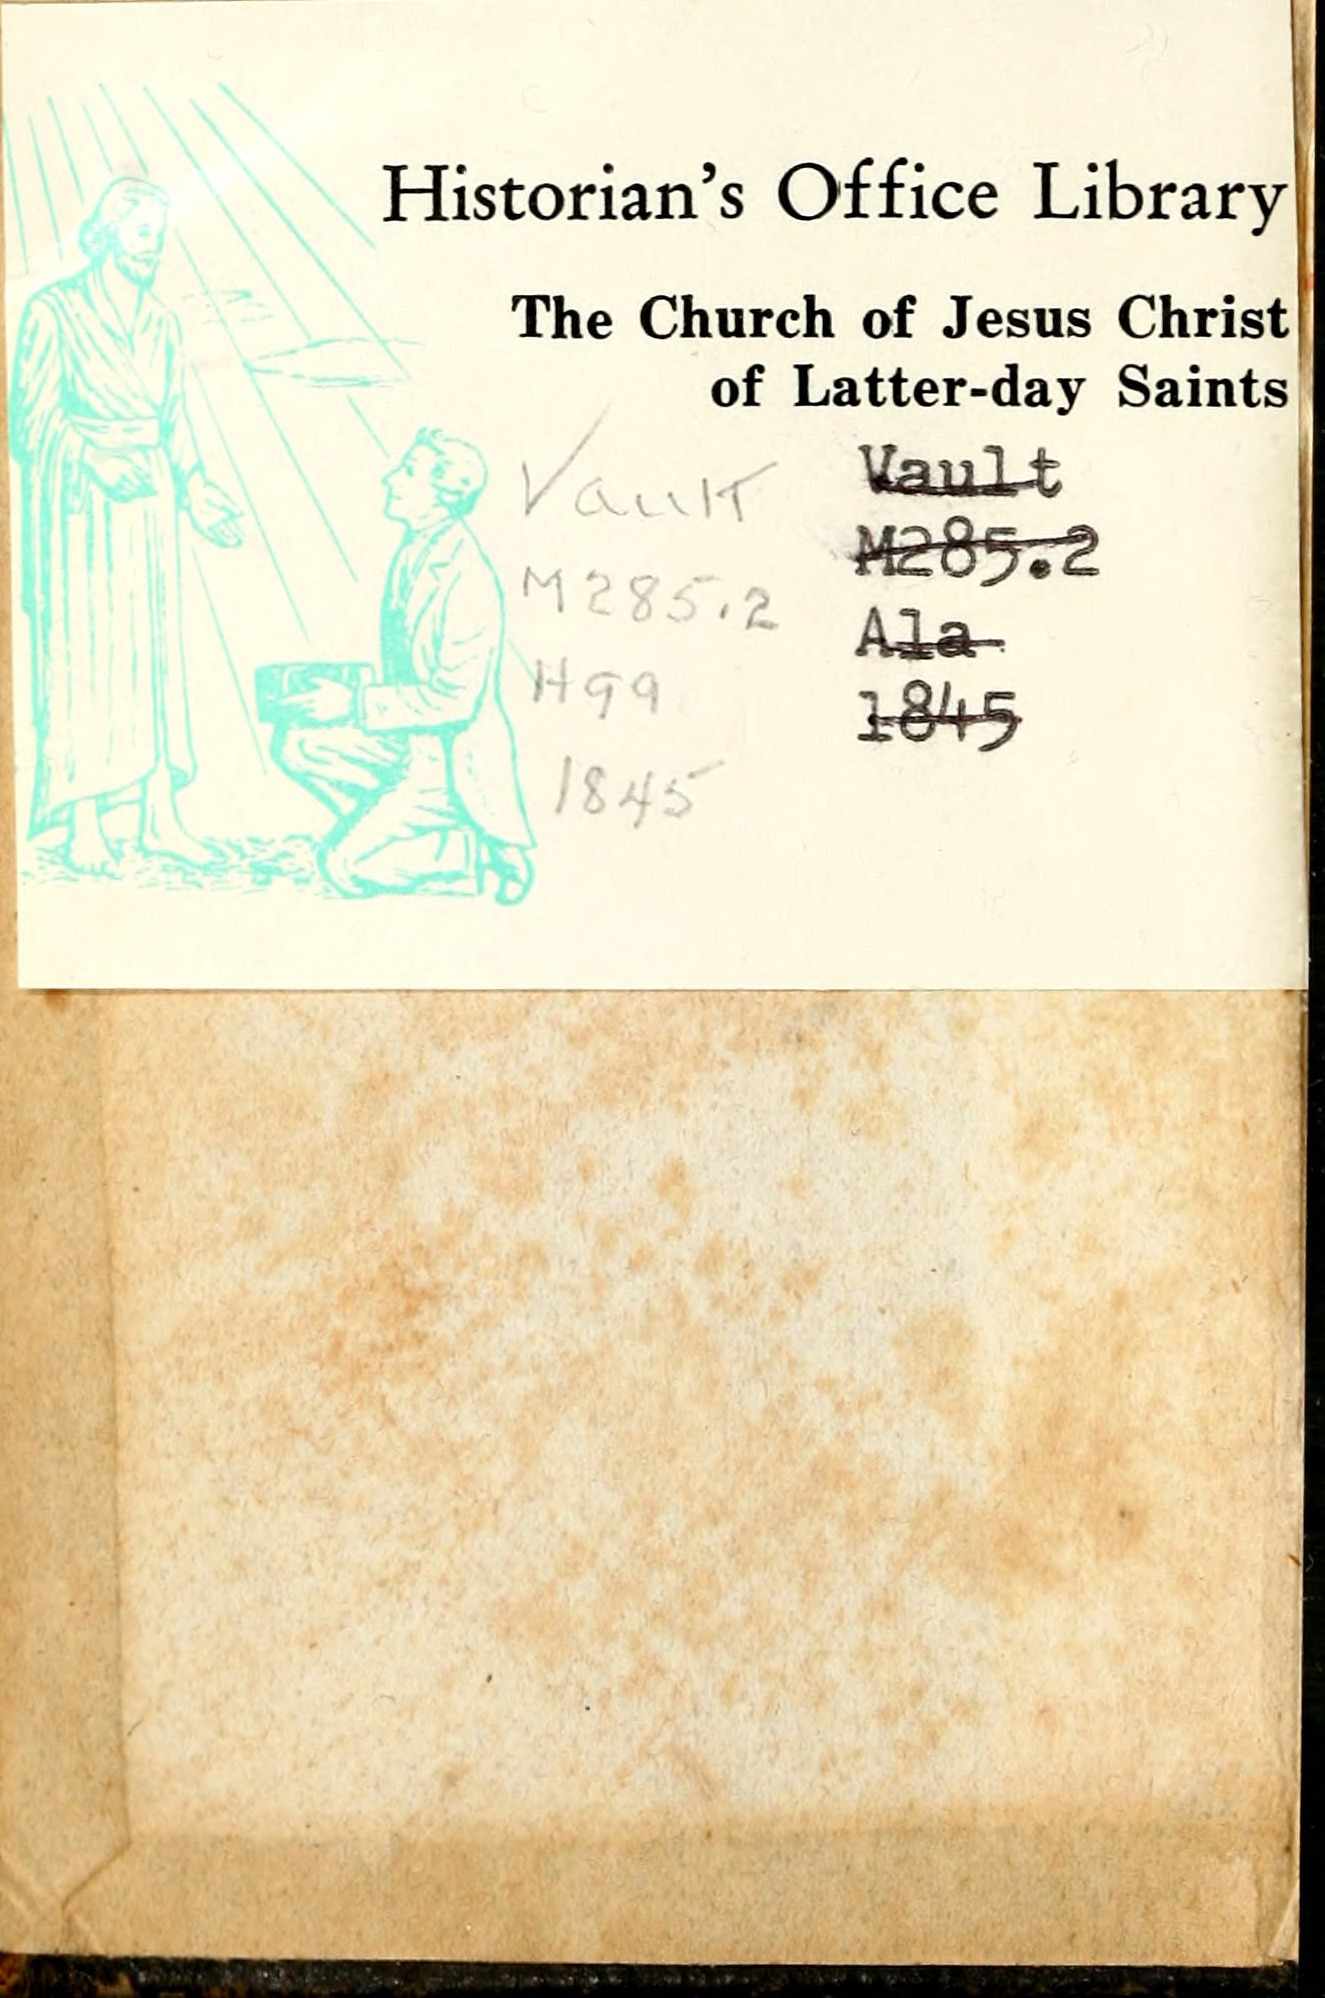 Historian's Office Library
The Church of Jesus Christ
of Latter-day Saints
Vault
M285.2
H99
1845
Vault
M285.2
Ala
1845